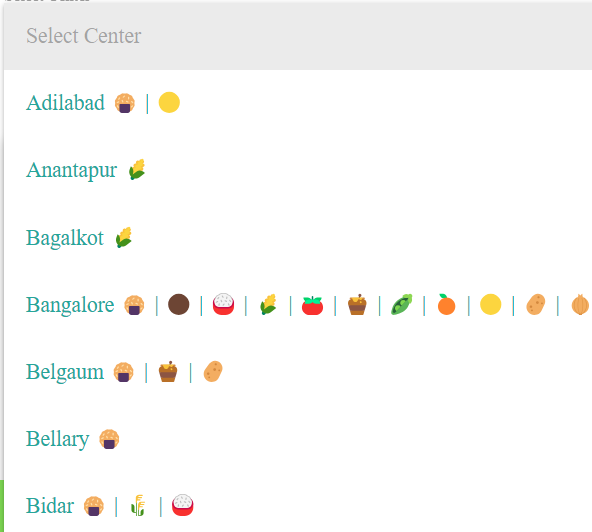 Select Center
Adilabad 🍘 | 🟡
Anantapur 🌽
Bagalkot 🌽
Bangalore 🍘 | 🟤 | 🍚 | 🌽 | 🍅 | 🍯 | 🫛 | 🍊 | 🟡 | 🥔 | 🧅
Belgaum 🍘 | 🍯 | 🥔
Bellary 🍘
Bidar 🍘 | 🌾 | 🍚